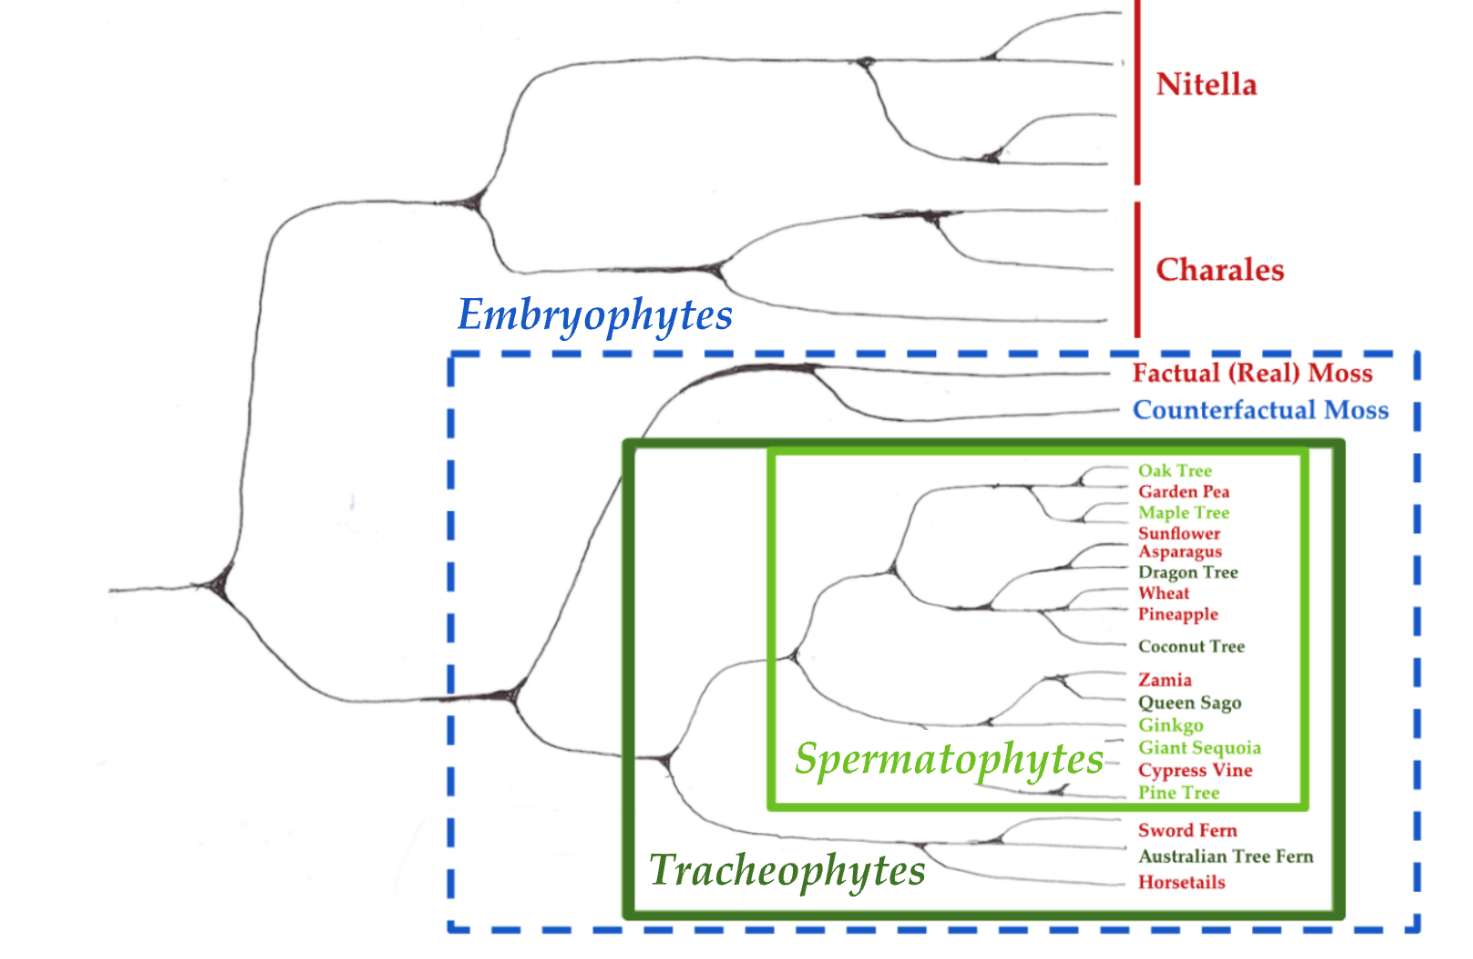 Nitella
Charales
Embryophytes
Factual (Real) Moss
Counterfactual Moss
Oak Tree
Garden Pea
Maple Tree
Sunflower
Asparagus
Dragon Tree
Wheat
Pineapple
Coconut Tree
Zamia
Queen Sago
Ginkgo
Giant Sequoia
Spermatophytes
Cypress Vine
Pine Tree
Sword Fern
Australian Tree Fern
Tracheophytes
Horsetails